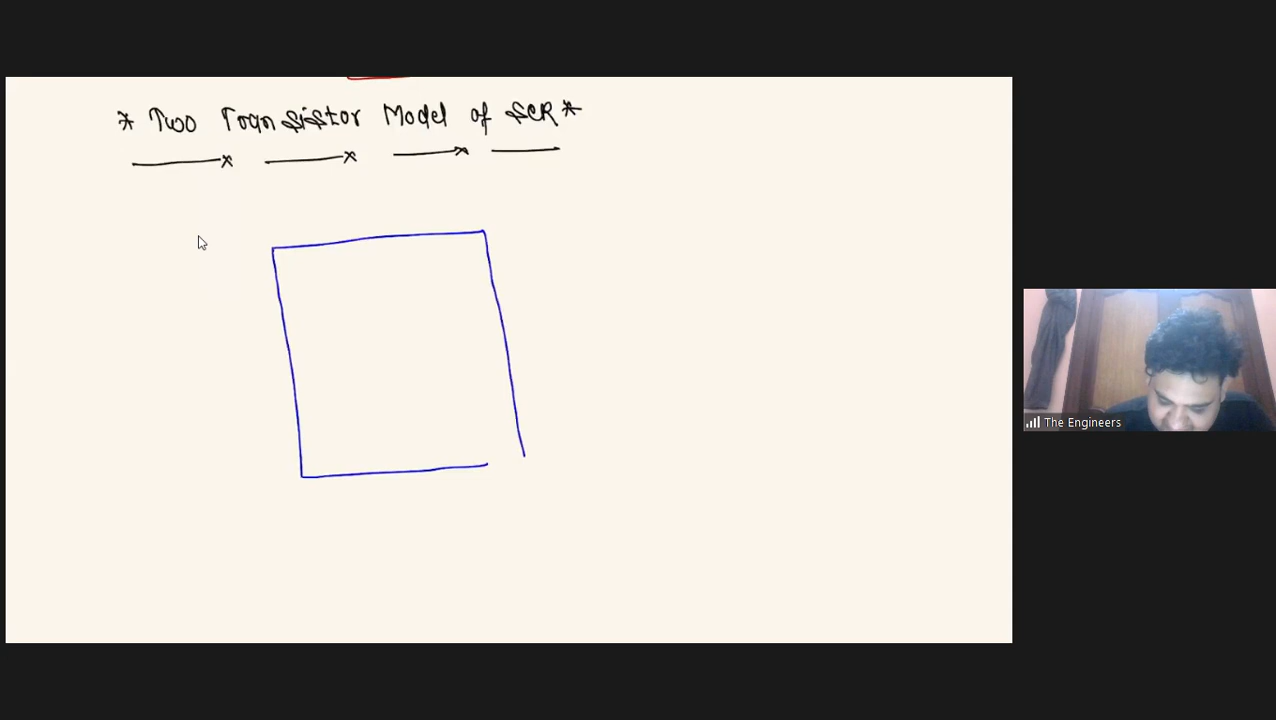 * Two Transistor Model of SCR *
The Engineers